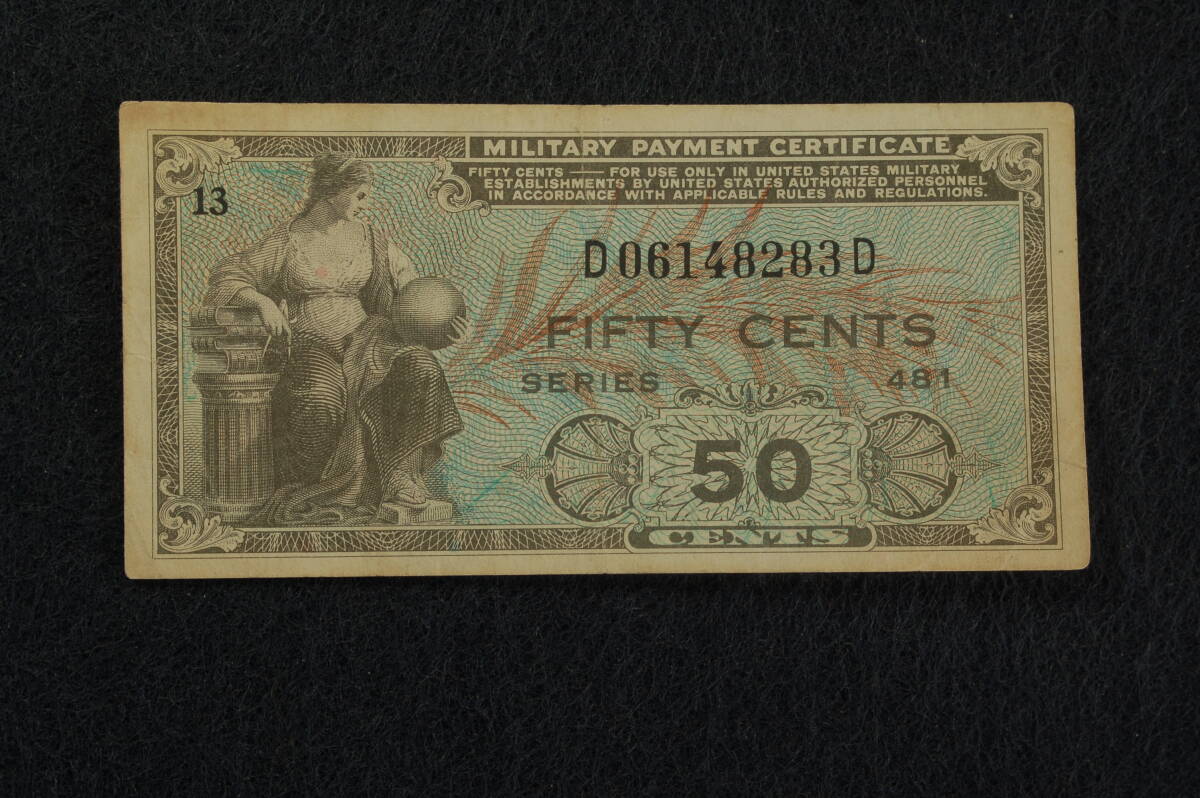 MILITARY PAYMENT CERTIFICATE
FIFTY CENTS — FOR USE ONLY IN UNITED STATES MILITARY
ESTABLISHMENTS BY UNITED STATES AUTHORIZED PERSONNEL
IN ACCORDANCE WITH APPLICABLE RULES AND REGULATIONS.
13
D06148283D
FIFTY CENTS
SERIES 481
50
CENTS